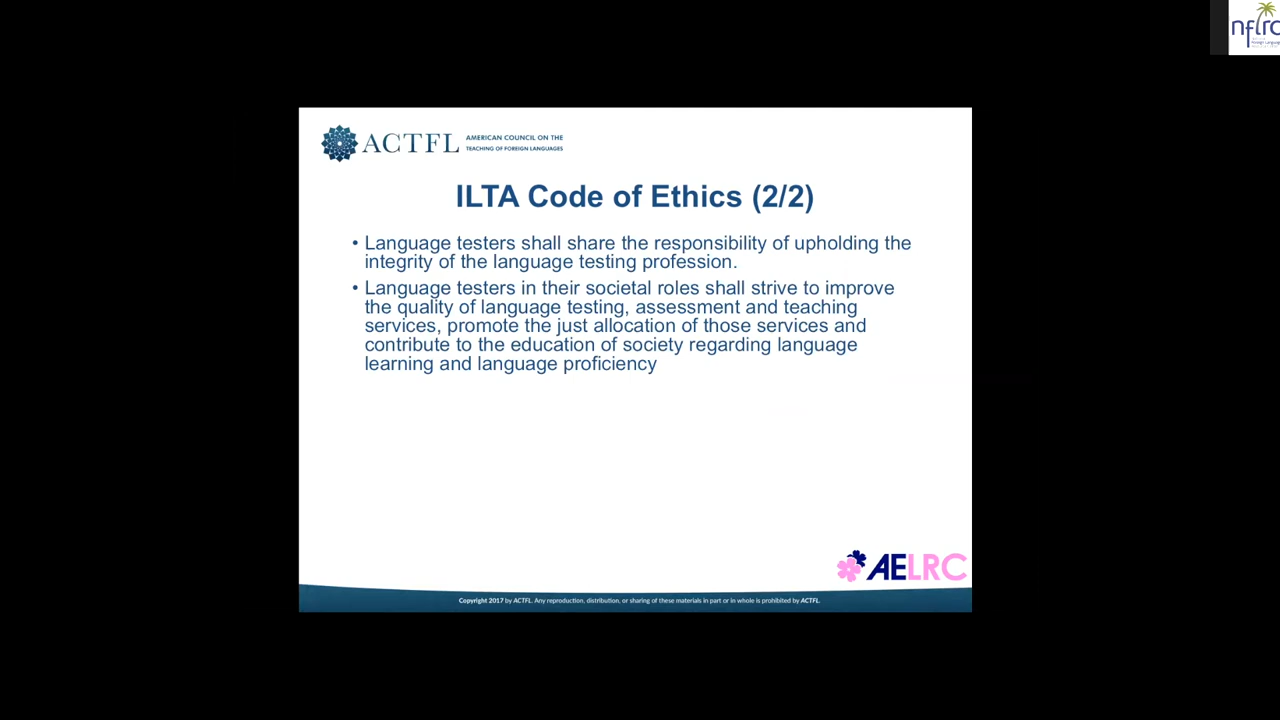 nflrc
ACTFL AMERICAN COUNCIL ON THE
TEACHING OF FOREIGN LANGUAGES
ILTA Code of Ethics (2/2)
• Language testers shall share the responsibility of upholding the
integrity of the language testing profession.
• Language testers in their societal roles shall strive to improve
the quality of language testing, assessment and teaching
services, promote the just allocation of those services and
contribute to the education of society regarding language
learning and language proficiency
AELRC
Copyright 2017 by ACTFL. Any reproduction, distribution, or sharing of these materials in part or in whole is prohibited by ACTFL.